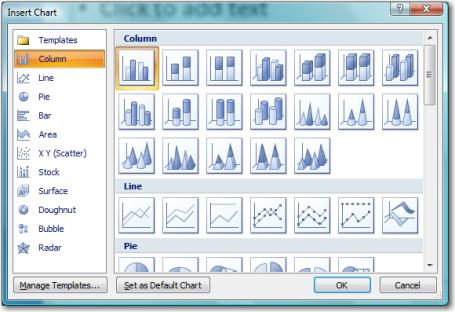 Click to add text
Insert Chart
Templates
Column
Line
Pie
Bar
Area
X Y (Scatter)
Stock
Surface
Doughnut
Bubble
Radar
Column
Line
Pie
Manage Templates...
Set as Default Chart
OK
Cancel